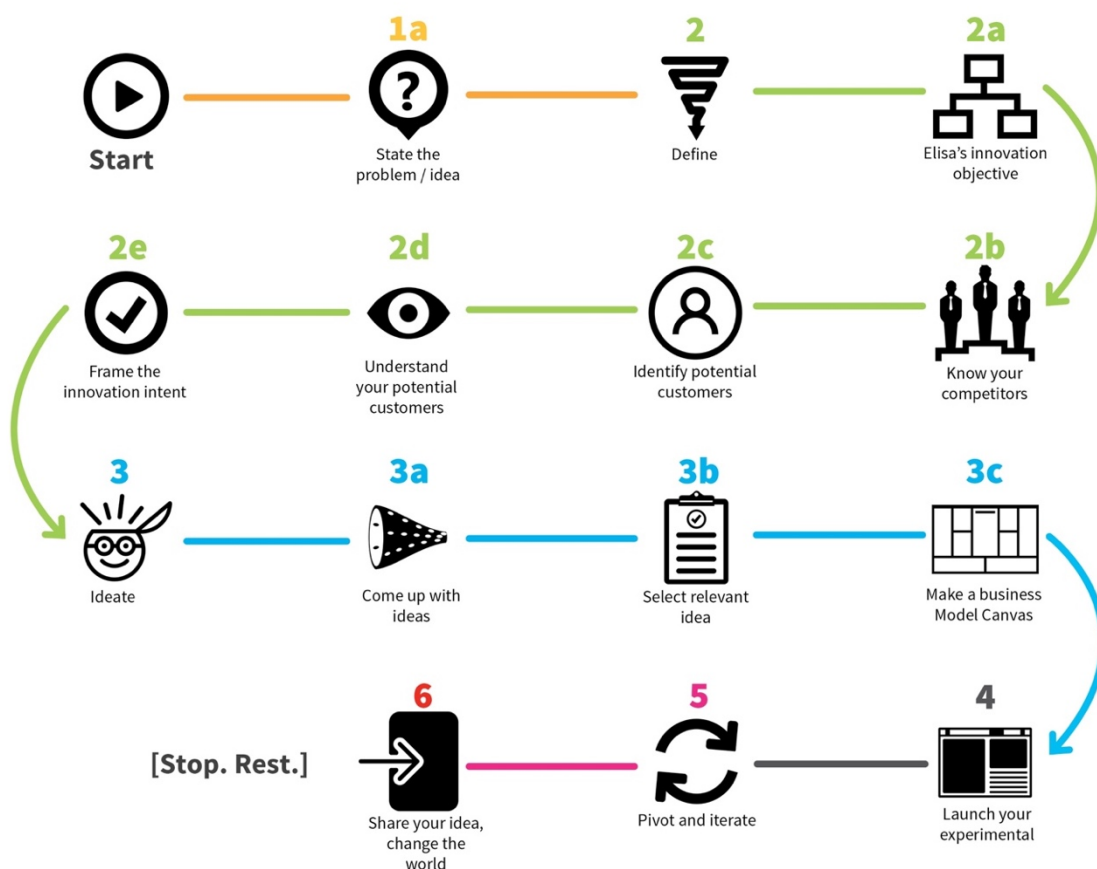 Start
1a
State the
problem / idea
2
Define
2a
Elisa's innovation
objective
2b
Know your
competitors
2c
Identify potential
customers
2d
Understand
your potential
customers
2e
Frame the
innovation intent
3
Ideate
3a
Come up with
ideas
3b
Select relevant
idea
3c
Make a business
Model Canvas
4
Launch your
experimental
5
Pivot and iterate
6
Share your idea,
change the
world
[Stop. Rest.]